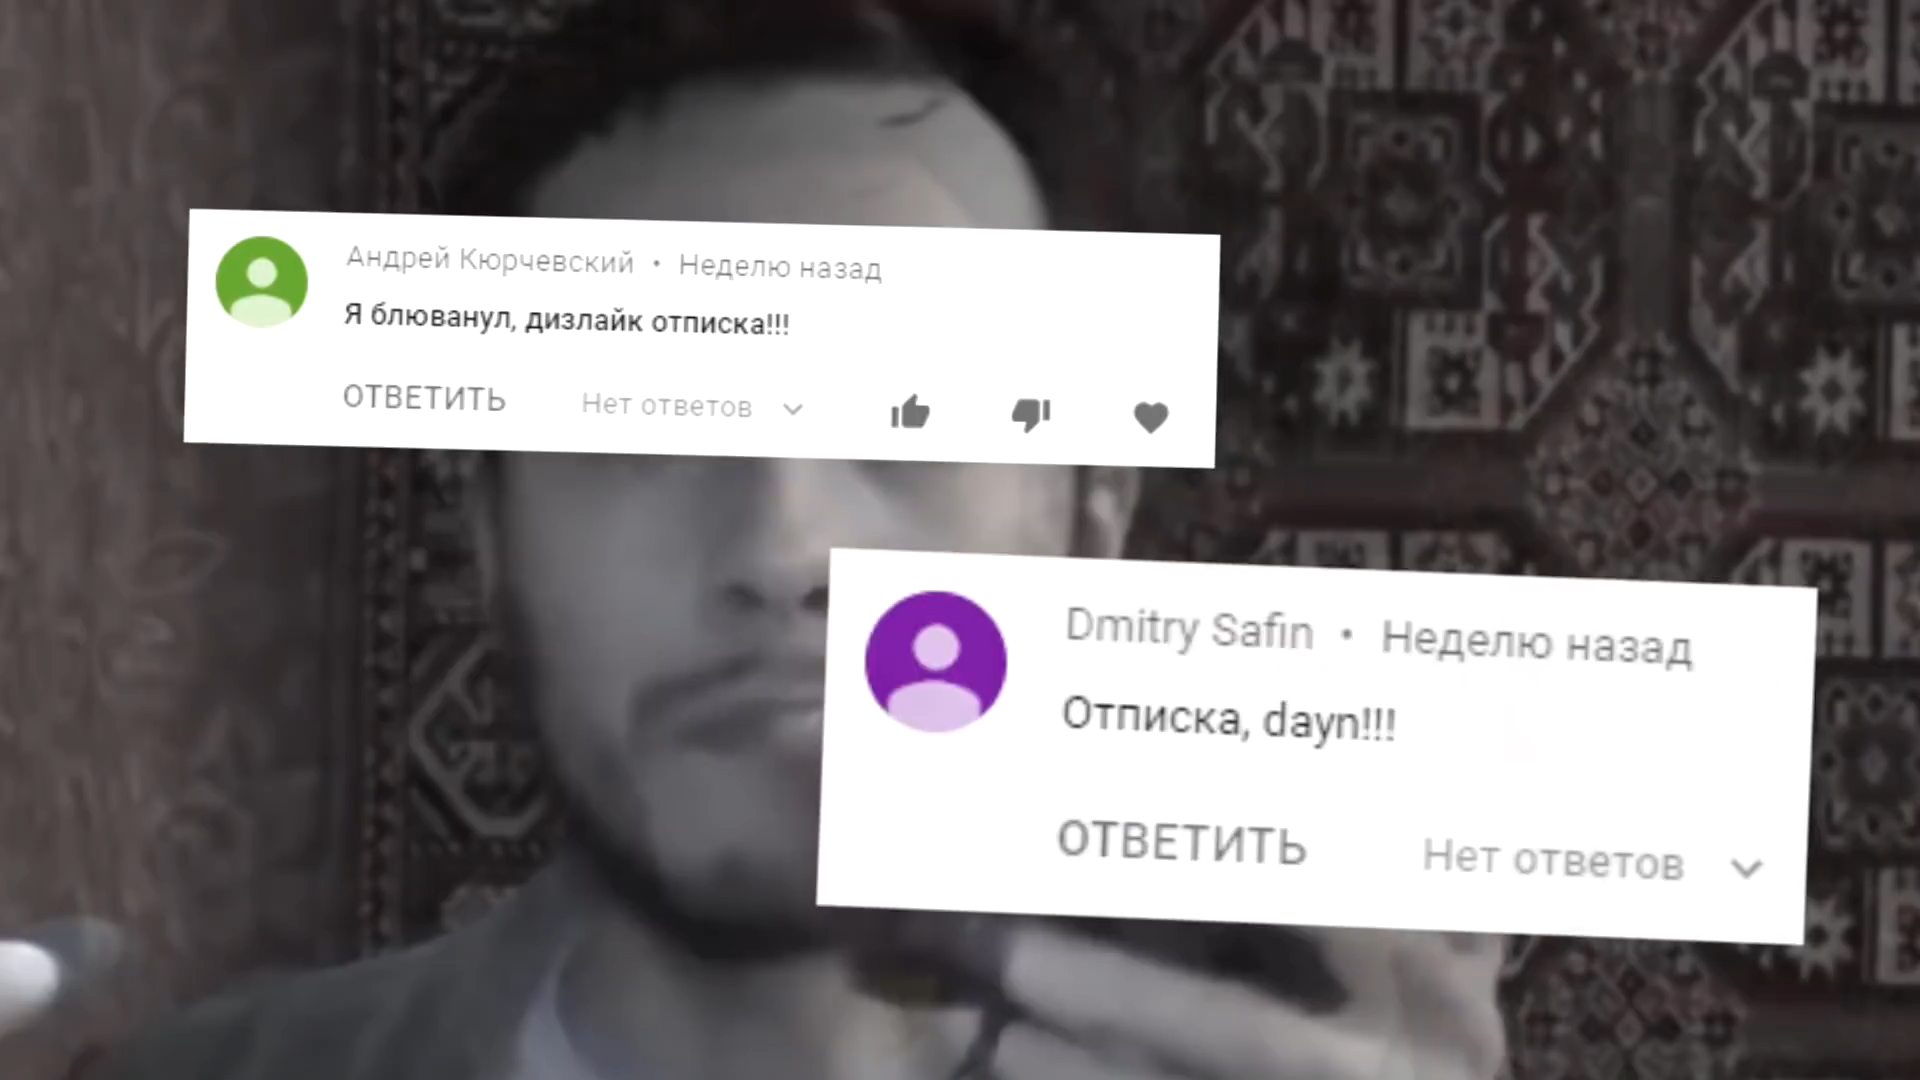 Андрей Кюрчевский • Неделю назад
Я блюванул, дизлайк отписка!!!
ОТВЕТИТЬ Нет ответов
Dmitry Safin • Неделю назад
Отписка, dayn!!!
ОТВЕТИТЬ Нет ответов